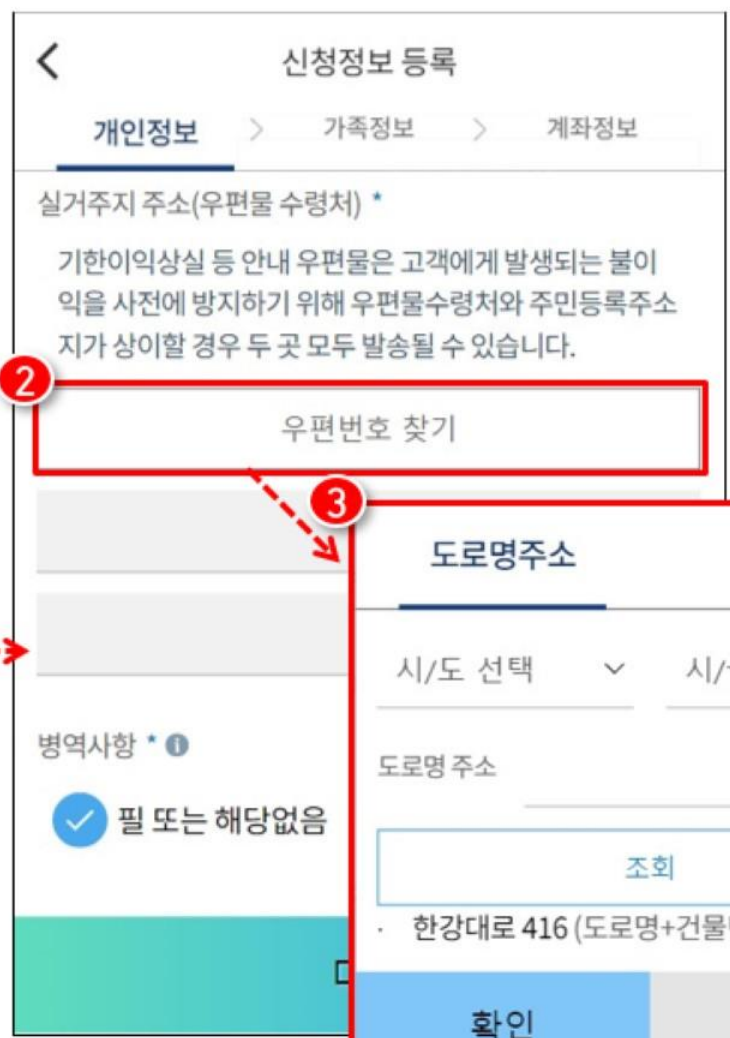 신청정보 등록
개인정보 > 가족정보 > 계좌정보
실거주지 주소(우편물 수령처) *
기한이익상실 등 안내 우편물은 고객에게 발생되는 불이
익을 사전에 방지하기 위해 우편물수령처와 주민등록주소
지가 상이할 경우 두 곳 모두 발송될 수 있습니다.
2
우편번호 찾기
3
도로명주소
시/도 선택 시/
도로명 주소
병역사항 *
필 또는 해당없음
조회
· 한강대로 416 (도로명+건물
확인